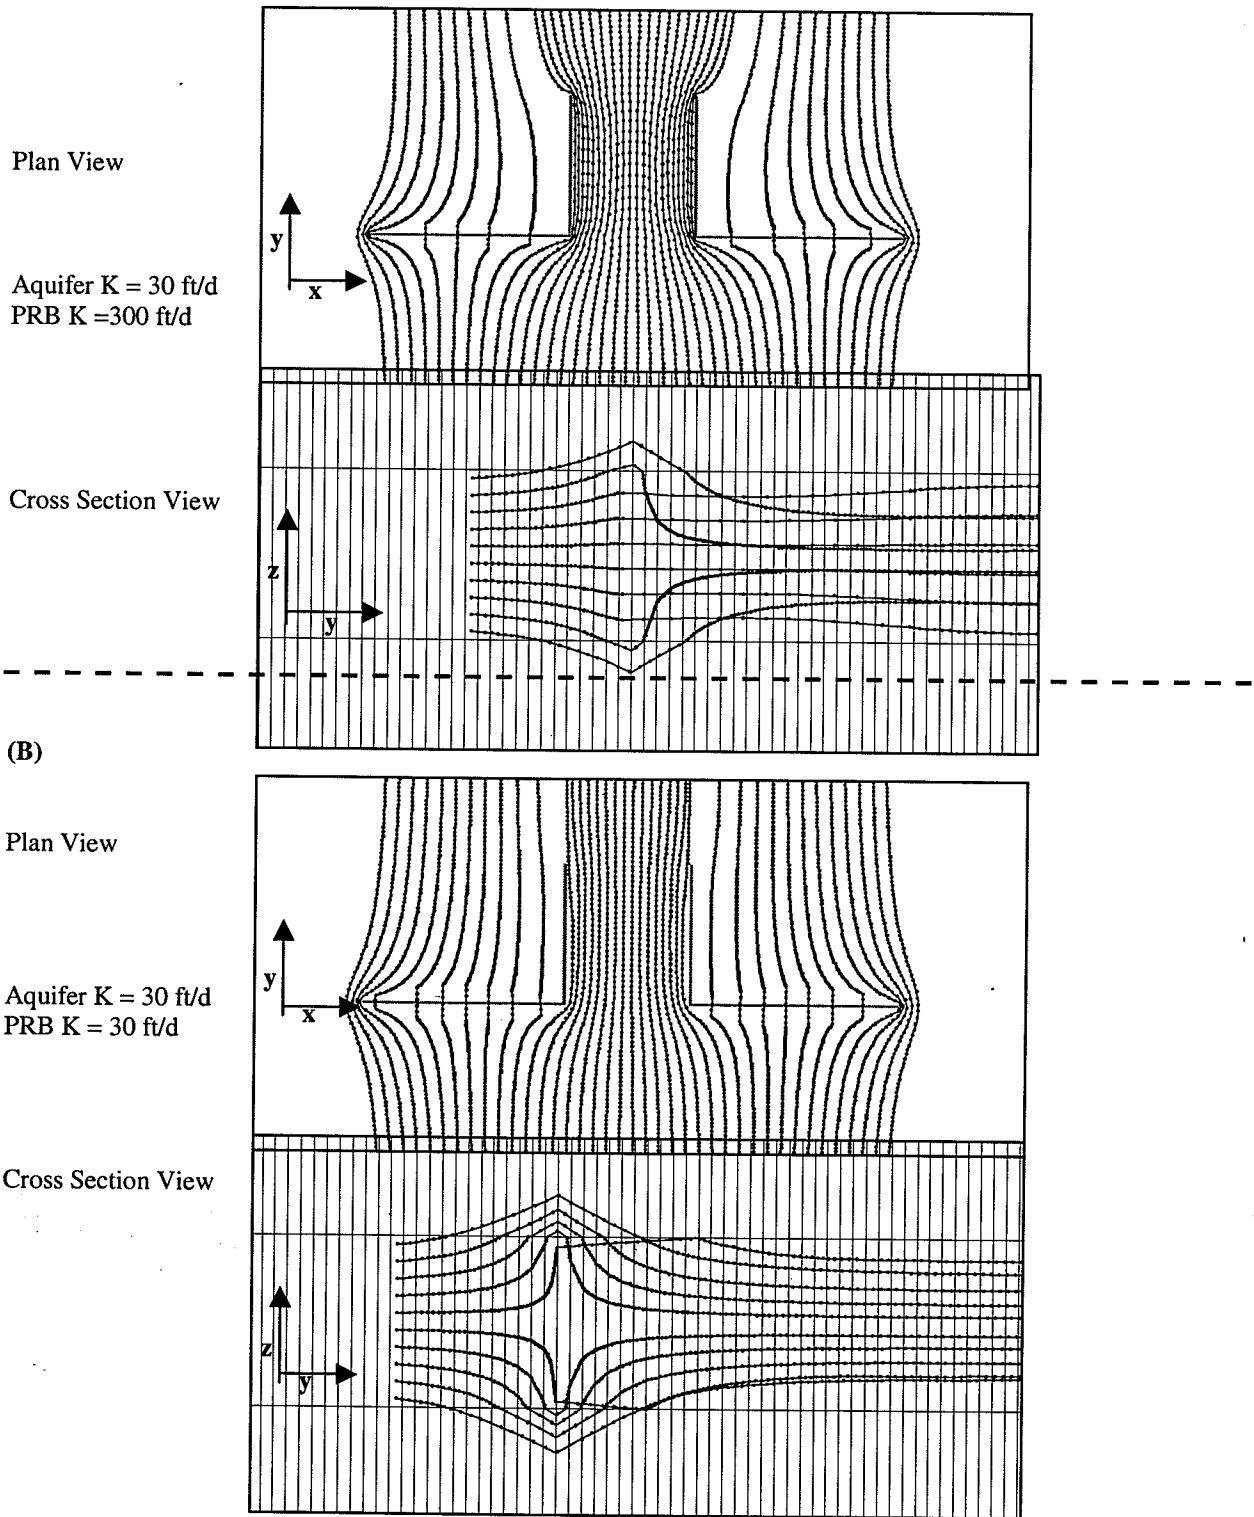 Plan View
y
x
Aquifer K = 30 ft/d
PRB K =300 ft/d
Cross Section View
z
y
(B)
Plan View
y
x
Aquifer K = 30 ft/d
PRB K = 30 ft/d
Cross Section View
z
y